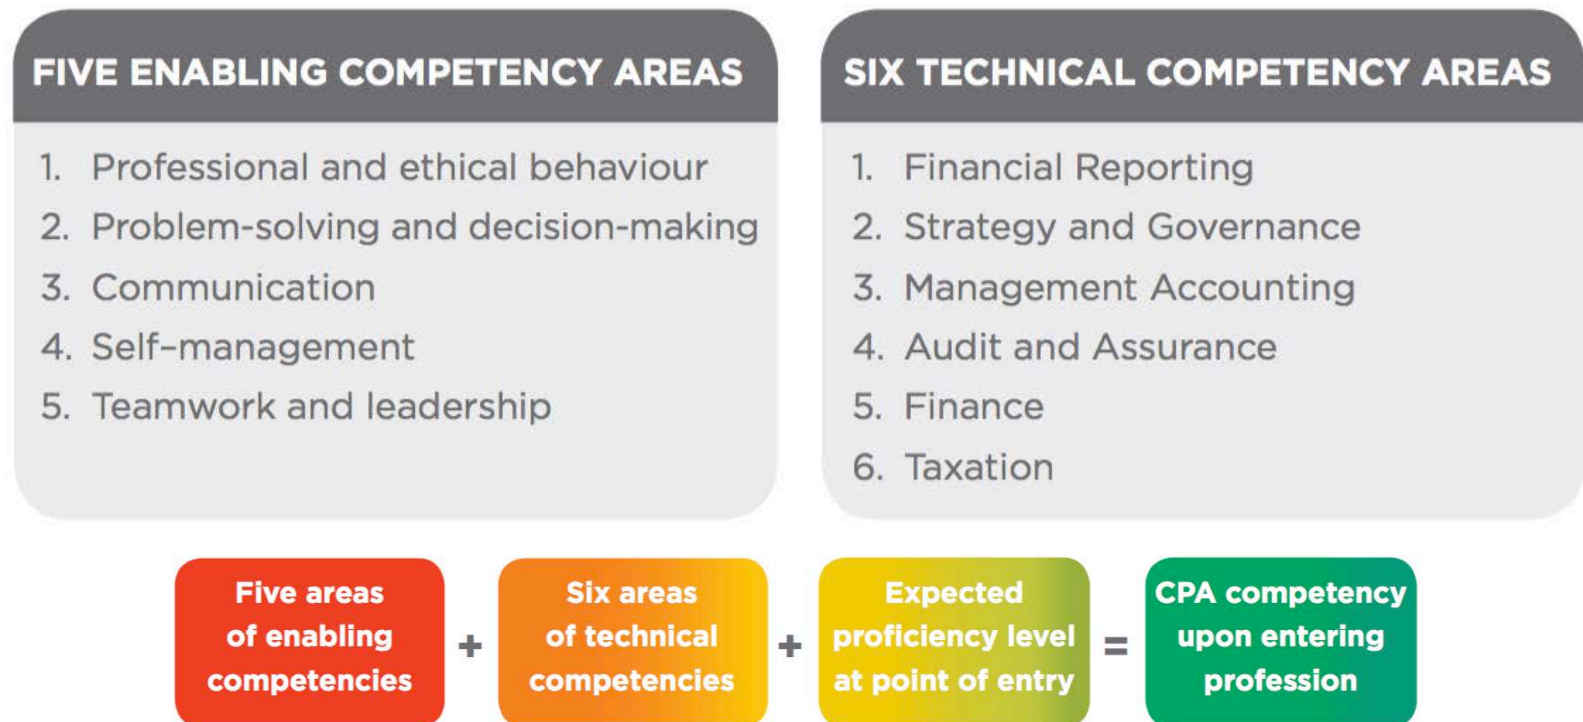 FIVE ENABLING COMPETENCY AREAS
1. Professional and ethical behaviour
2. Problem-solving and decision-making
3. Communication
4. Self–management
5. Teamwork and leadership
SIX TECHNICAL COMPETENCY AREAS
1. Financial Reporting
2. Strategy and Governance
3. Management Accounting
4. Audit and Assurance
5. Finance
6. Taxation
Five areas
of enabling
competencies
+
Six areas
of technical
competencies
+
Expected
proficiency level
at point of entry
=
CPA competency
upon entering
profession